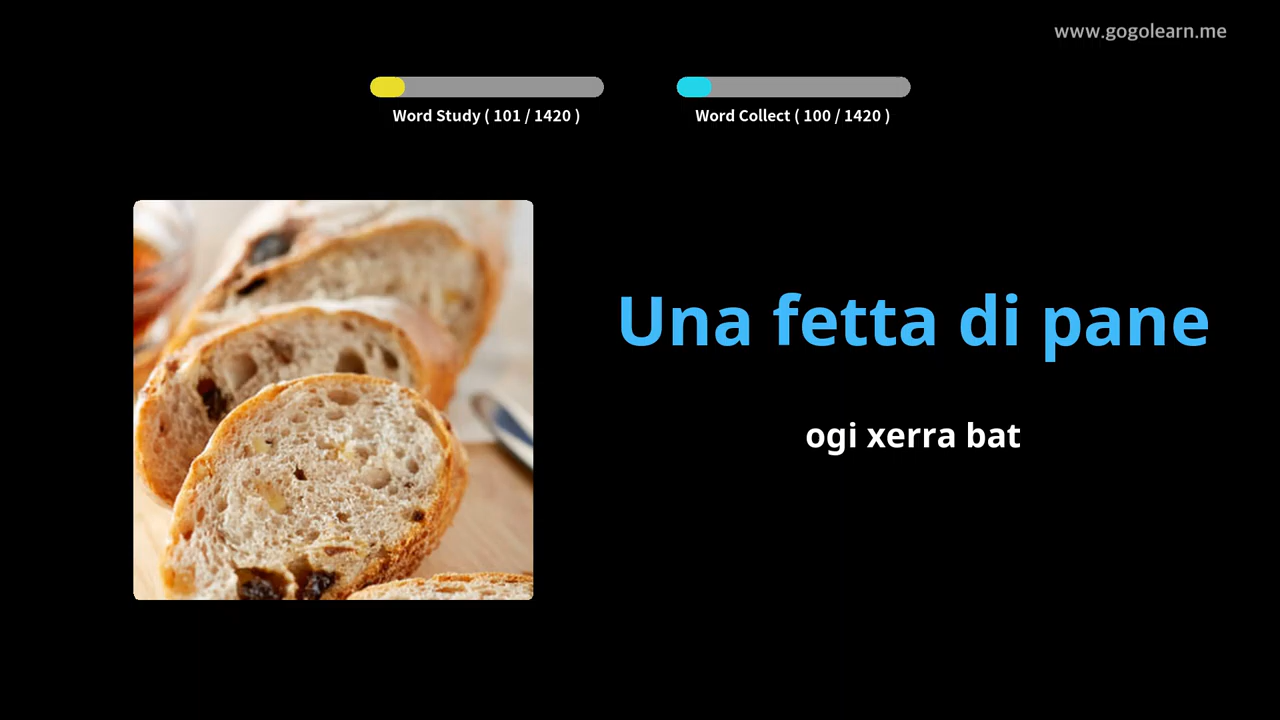 www.gogolearn.me
Word Study ( 101 / 1420 )
Word Collect ( 100 / 1420 )
Una fetta di pane
ogi xerra bat